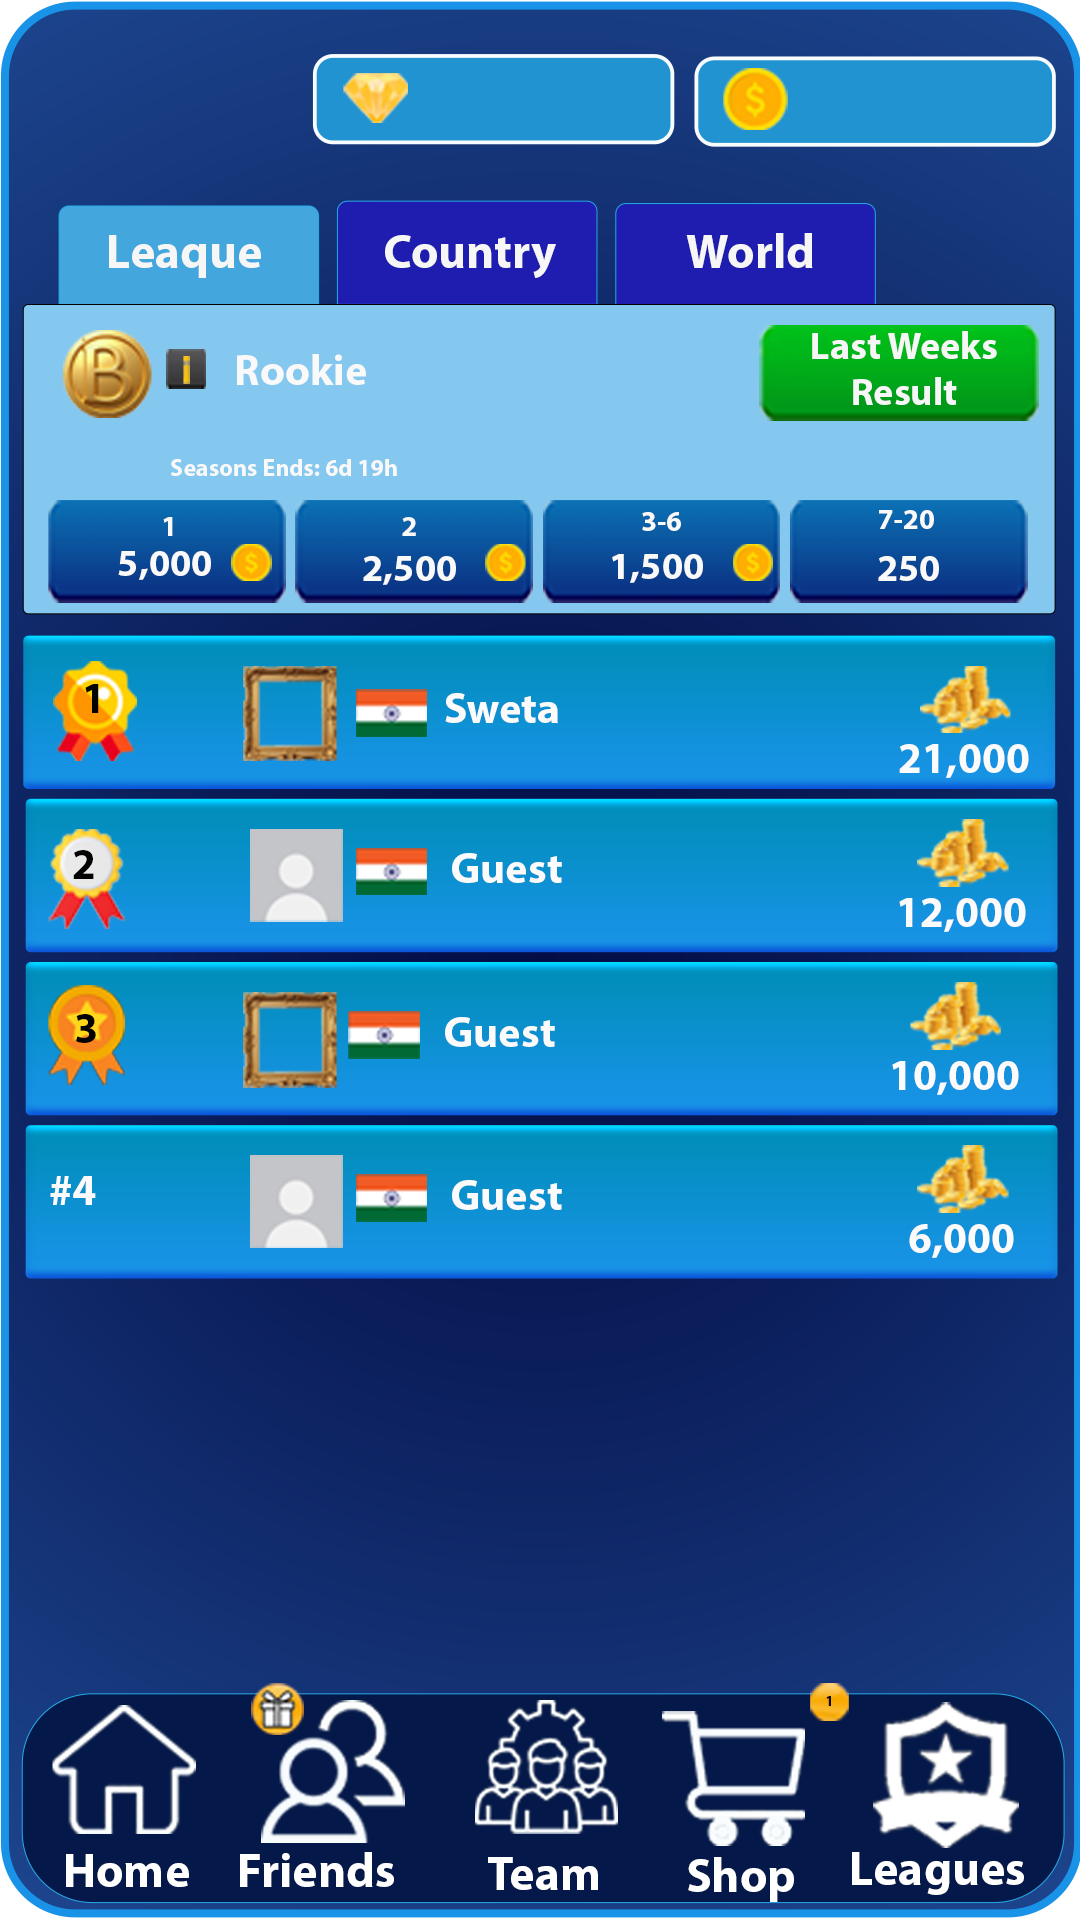 Leaque Country World
B i Rookie Last Weeks
Result
Seasons Ends: 6d 19h
1 2 3-6 7-20
5,000 $ 2,500 $ 1,500 $ 250
1 Sweta
21,000
2 Guest
12,000
3 Guest
10,000
#4 Guest
6,000
1
Home Friends Team Shop Leagues